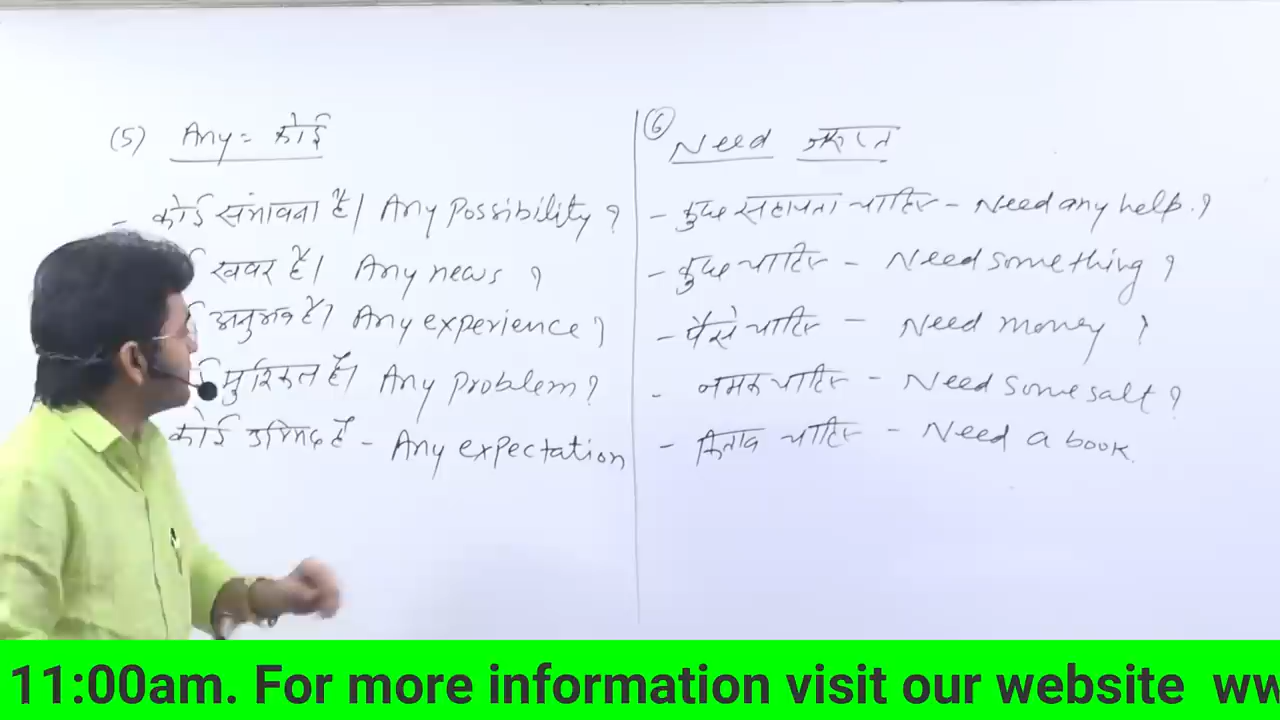 (5) Any = कोई
- कोई संभावना है। Any Possibility ?
खबर है। Any news ?
अनुभव है। Any experience ?
मुश्किल है। Any Problem ?
कोई उम्मिद है - Any expectation
6 Need जरूरत
- कुछ सहायता चाहिए - Need any help. ?
- कुछ चाहिए - Need something ?
- पैसे चाहिए - Need money ?
- नमक चाहिए - Need some salt ?
- किताब चाहिए - Need a book.
11:00am. For more information visit our website